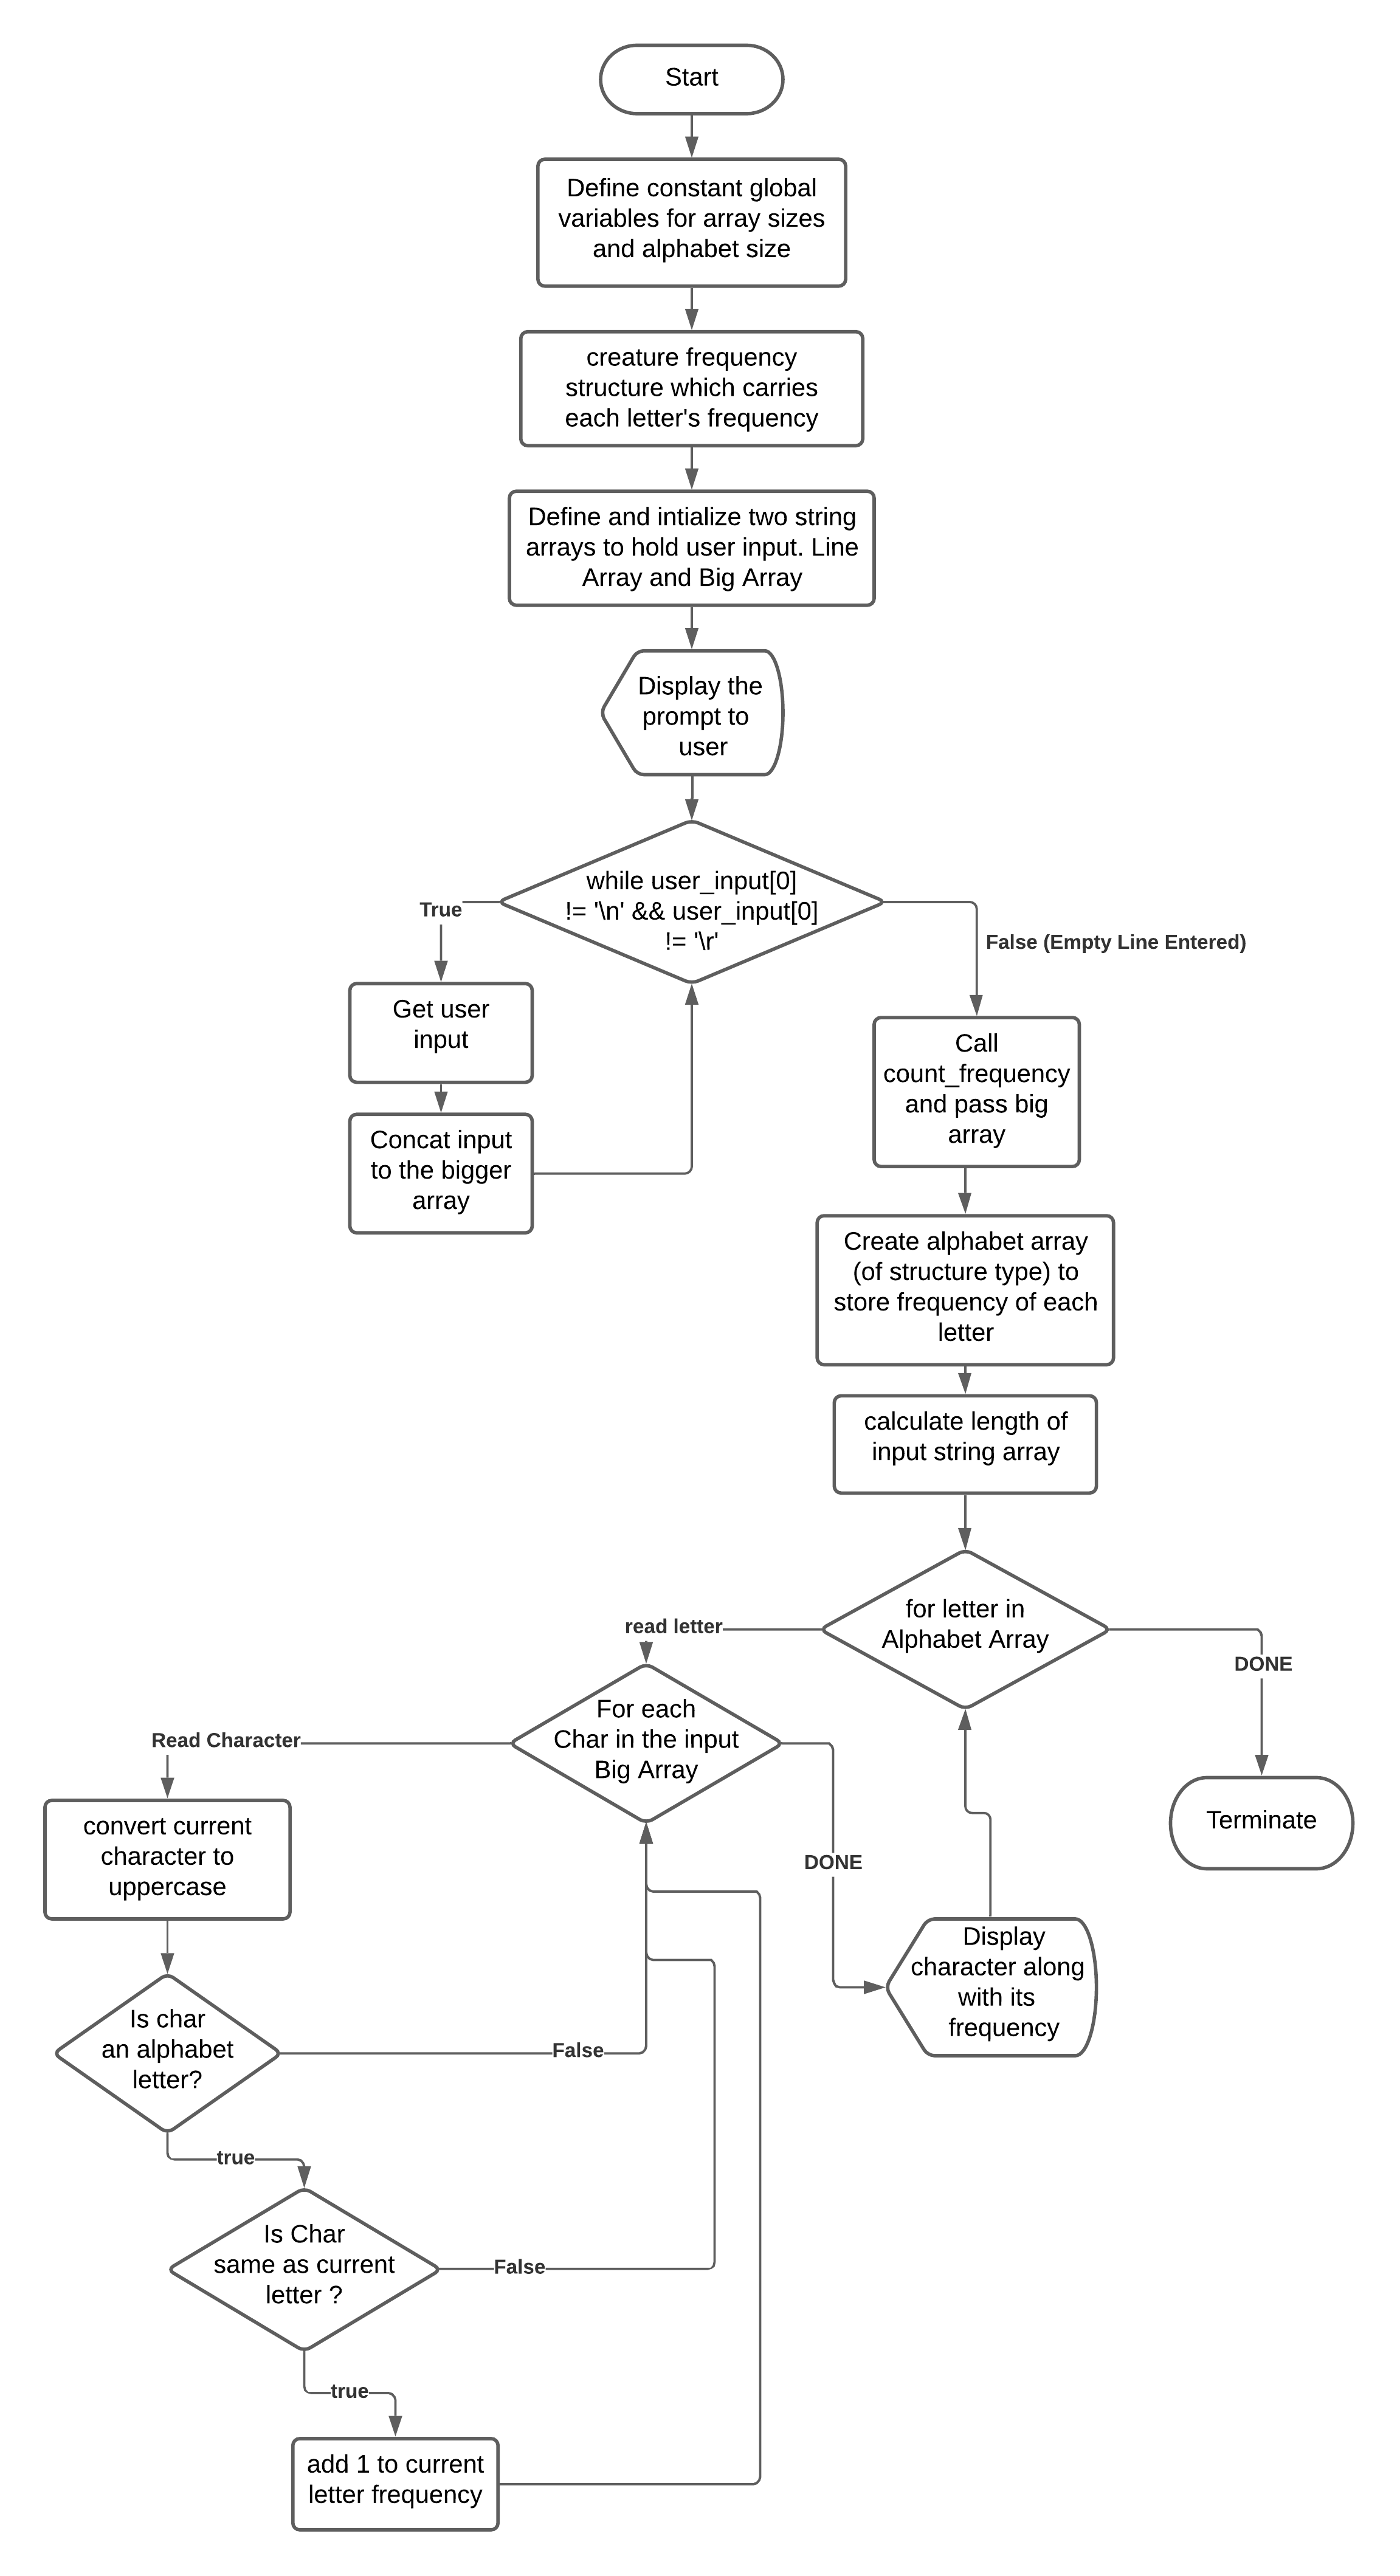 Start
Define constant global
variables for array sizes
and alphabet size
creature frequency
structure which carries
each letter's frequency
Define and intialize two string
arrays to hold user input. Line
Array and Big Array
Display the
prompt to
user
while user_input[0]
!= '\n' && user_input[0]
!= '\r'
True
False (Empty Line Entered)
Get user
input
Concat input
to the bigger
array
Call
count_frequency
and pass big
array
Create alphabet array
(of structure type) to
store frequency of each
letter
calculate length of
input string array
for letter in
Alphabet Array
read letter
DONE
For each
Char in the input
Big Array
Read Character
DONE
Terminate
convert current
character to
uppercase
Display
character along
with its
frequency
Is char
an alphabet
letter?
False
true
Is Char
same as current
letter ?
False
true
add 1 to current
letter frequency